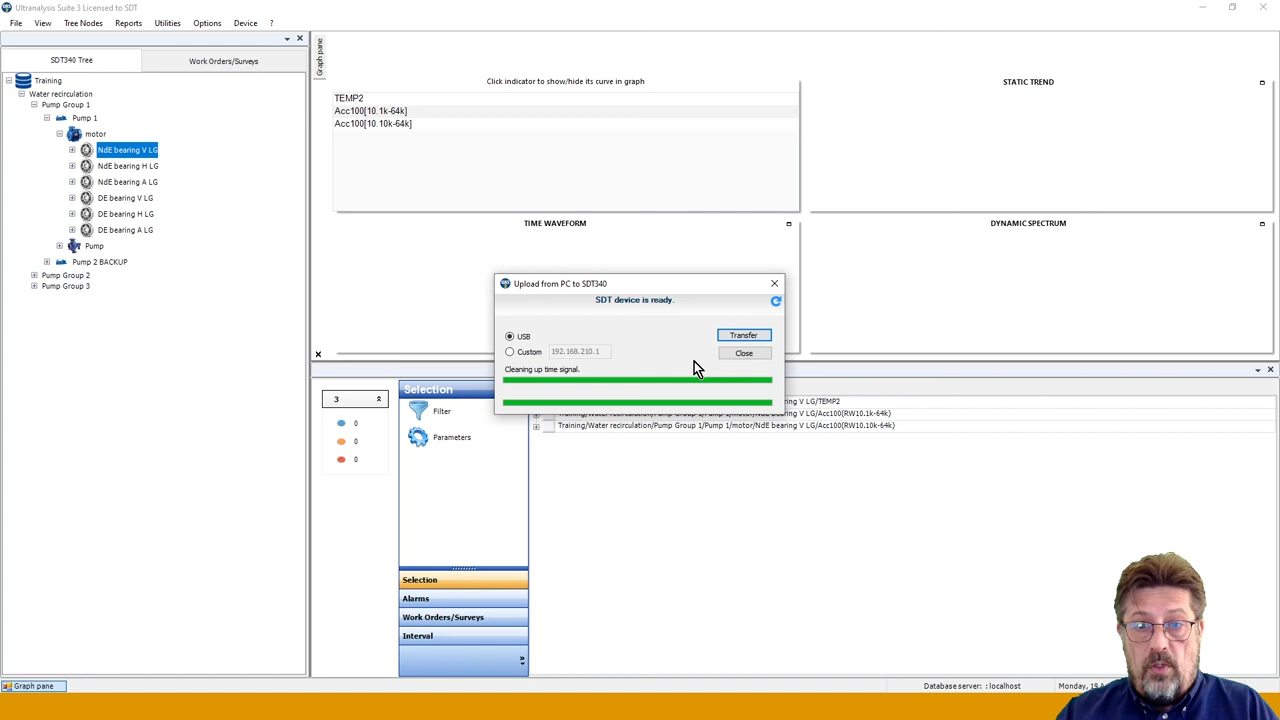 Ultranalysis Suite 3 Licensed to SDT
File View Tree Nodes Reports Utilities Options Device ?
SDT340 Tree
Work Orders/Surveys
Training
Water recirculation
Pump Group 1
Pump 1
motor
NdE bearing V LG
NdE bearing H LG
NdE bearing A LG
DE bearing V LG
DE bearing H LG
DE bearing A LG
Pump
Pump 2 BACKUP
Pump Group 2
Pump Group 3
Graph pane
Click indicator to show/hide its curve in graph
TEMP2
Acc100[10.1k-64k]
Acc100[10.10k-64k]
STATIC TREND
TIME WAVEFORM
DYNAMIC SPECTRUM
Upload from PC to SDT340
SDT device is ready.
USB
Transfer
Custom 192.168.210.1
Close
Cleaning up time signal.
3
0
0
0
Selection
Filter
Parameters
Selection
Alarms
Work Orders/Surveys
Interval
bearing V LG/TEMP2
Training/Water recirculation/Pump Group 1/Pump 1/motor/NdE bearing V LG/Acc100(RW10.1k-64k)
Training/Water recirculation/Pump Group 1/Pump 1/motor/NdE bearing V LG/Acc100(RW10.10k-64k)
Graph pane
Database server: : localhost
Monday, 19